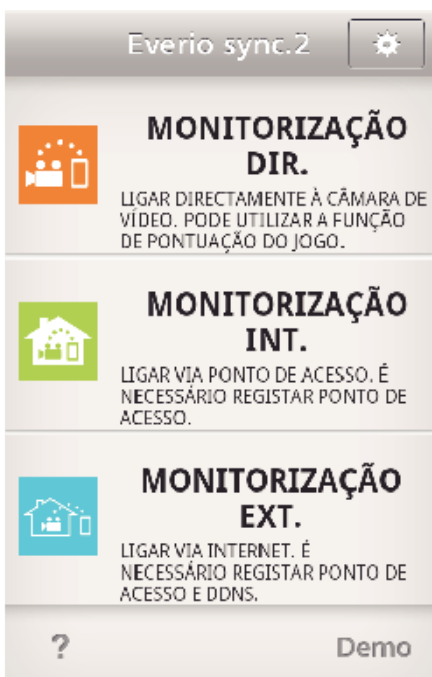 Everio sync.2
MONITORIZAÇÃO
DIR.
LIGAR DIRECTAMENTE À CÂMARA DE
VÍDEO. PODE UTILIZAR A FUNÇÃO
DE PONTUAÇÃO DO JOGO.
MONITORIZAÇÃO
INT.
LIGAR VIA PONTO DE ACESSO. É
NECESSÁRIO REGISTAR PONTO DE
ACESSO.
MONITORIZAÇÃO
EXT.
LIGAR VIA INTERNET. É
NECESSÁRIO REGISTAR PONTO DE
ACESSO E DDNS.
? Demo